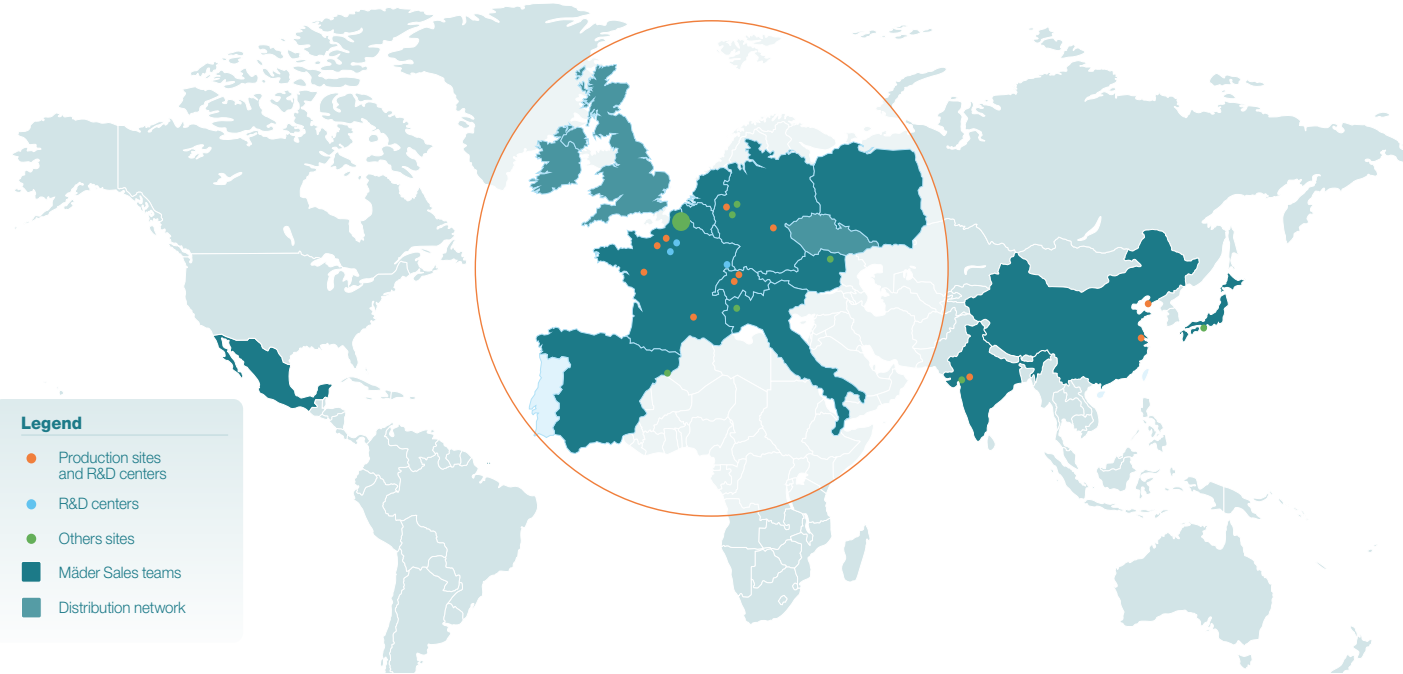 Legend
Production sites
and R&D centers
R&D centers
Others sites
Mäder Sales teams
Distribution network